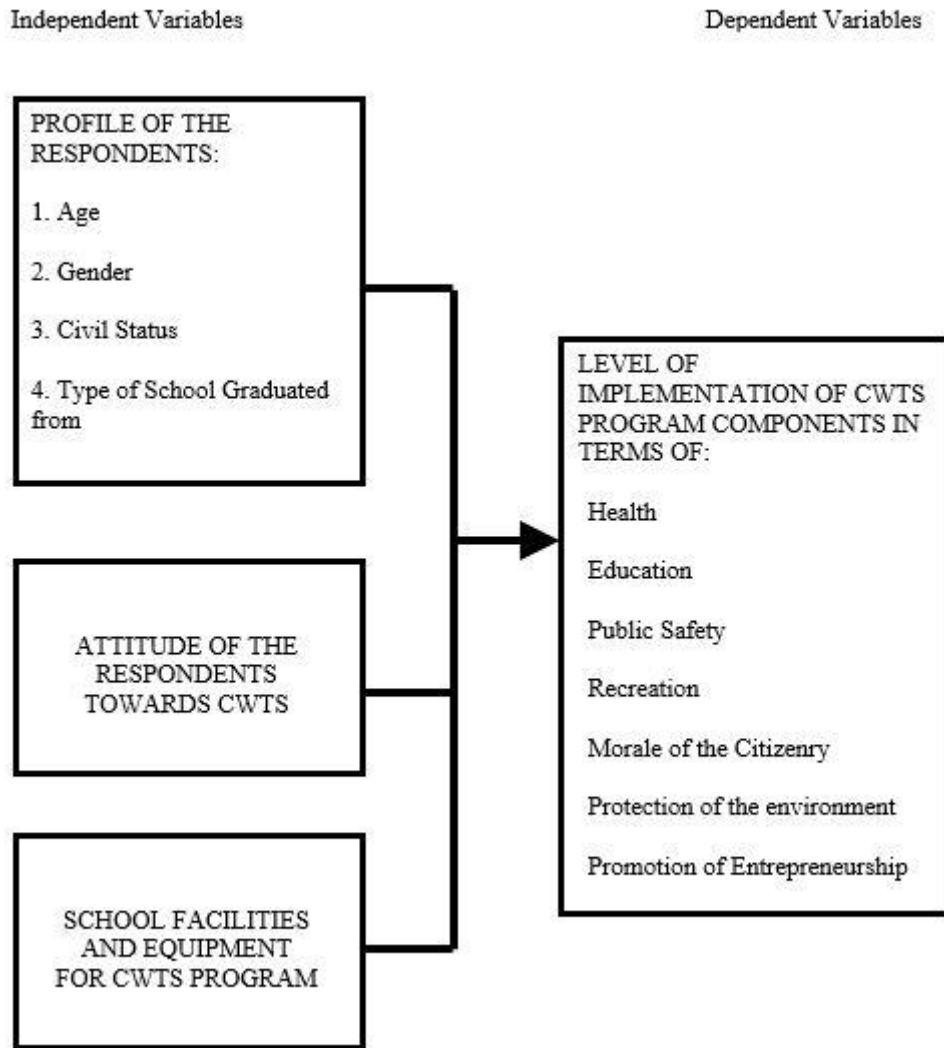 Independent Variables
Dependent Variables
PROFILE OF THE
RESPONDENTS:
1. Age
2. Gender
3. Civil Status
4. Type of School Graduated
from
ATTITUDE OF THE
RESPONDENTS
TOWARDS CWTS
SCHOOL FACILITIES
AND EQUIPMENT
FOR CWTS PROGRAM
LEVEL OF
IMPLEMENTATION OF CWTS
PROGRAM COMPONENTS IN
TERMS OF:
Health
Education
Public Safety
Recreation
Morale of the Citizenry
Protection of the environment
Promotion of Entrepreneurship